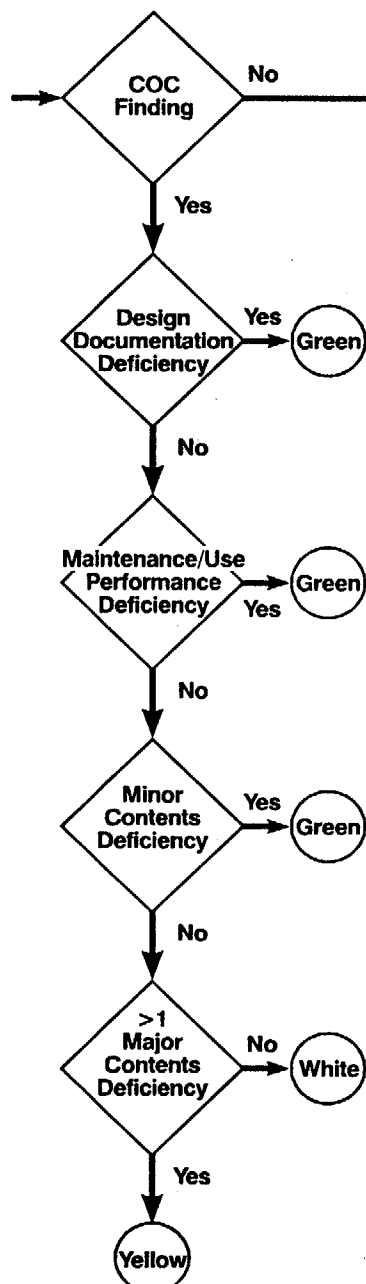 COC
Finding
No
Yes
Design
Documentation
Deficiency
Yes
Green
No
Maintenance/Use
Performance
Deficiency
Yes
Green
No
Minor
Contents
Deficiency
Yes
Green
No
>1
Major
Contents
Deficiency
No
White
Yes
Yellow